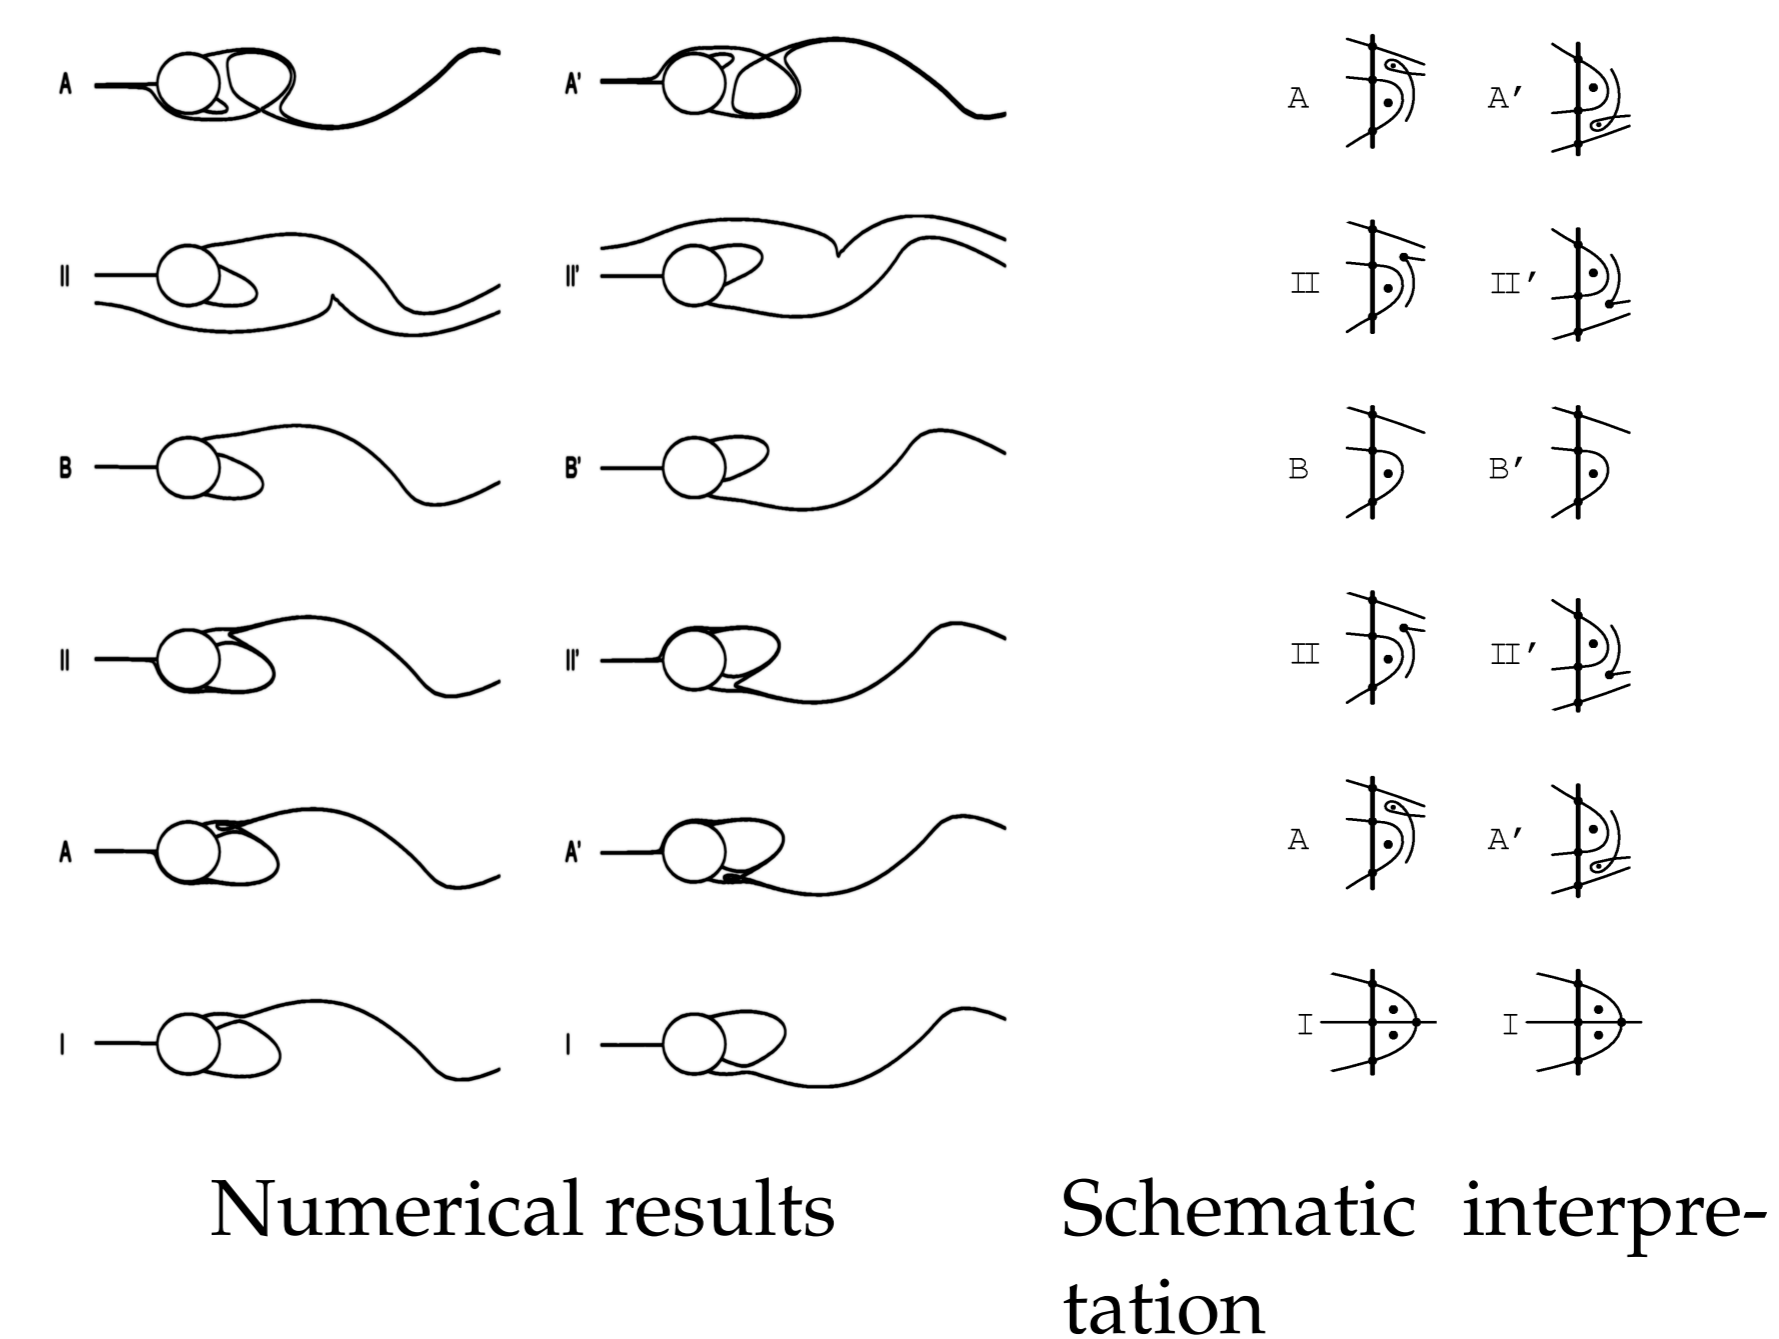 A A' A A′
II II' II II′
B B' B B′
II II' II II′
A A' A A′
I I I I
Numerical results
Schematic interpre-
tation